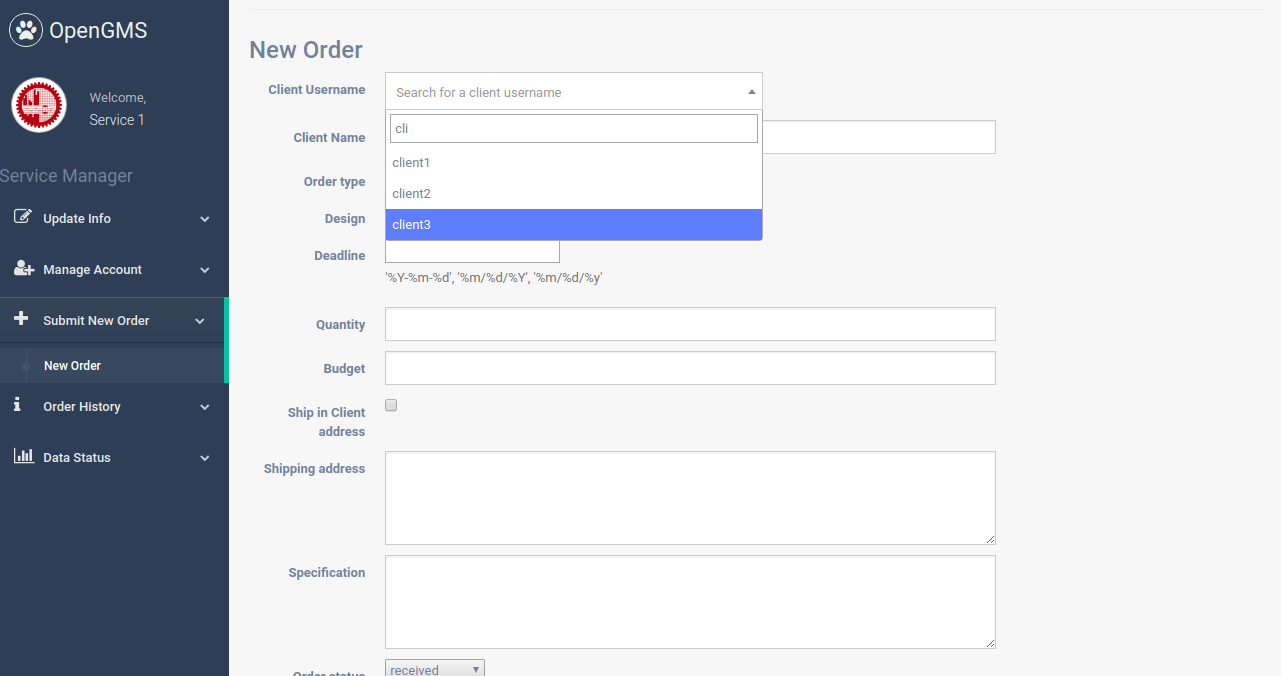 OpenGMS
Welcome,
Service 1
Service Manager
Update Info
Manage Account
Submit New Order
New Order
Order History
Data Status
New Order
Client Username
Search for a client username
cli
client1
client2
client3
Client Name
Order type
Design
Deadline
'%Y-%m-%d', '%m/%d/%Y', '%m/%d/%y'
Quantity
Budget
Ship in Client
address
Shipping address
Specification
Order status
received